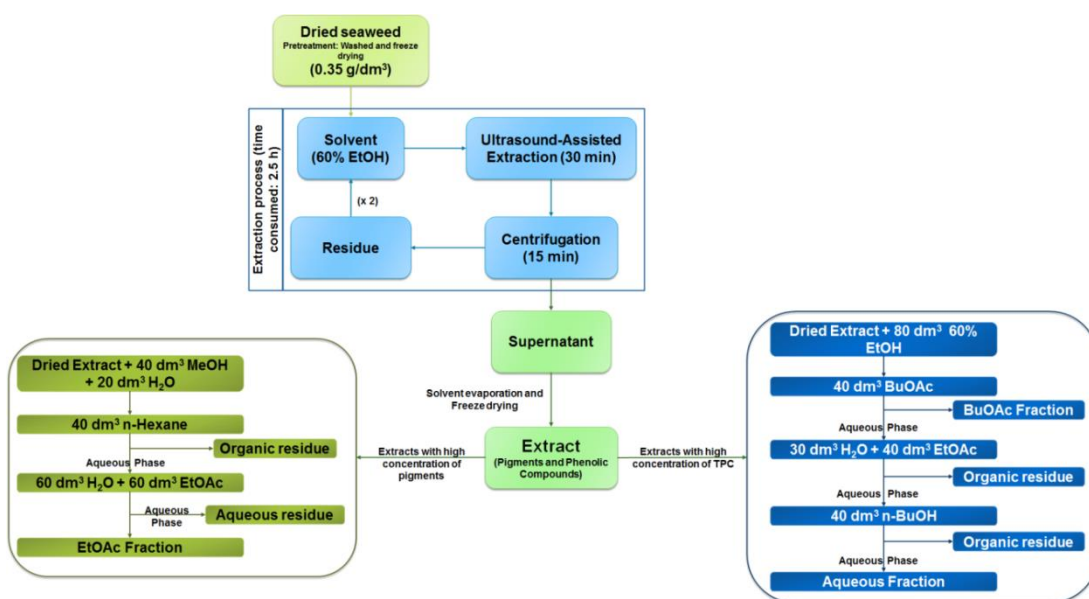 Dried seaweed
Pretreatment: Washed and freeze
drying
(0.35 g/dm³)
Extraction process (time
consumed: 2.5 h)
Solvent
(60% EtOH)
Ultrasound-Assisted
Extraction (30 min)
(x 2)
Residue
Centrifugation
(15 min)
Supernatant
Solvent evaporation and
Freeze drying
Extract
(Pigments and Phenolic
Compounds)
Extracts with high
concentration of
pigments
Extracts with high
concentration of TPC
Dried Extract + 40 dm³ MeOH
+ 20 dm³ H₂O
40 dm³ n-Hexane
Organic residue
Aqueous Phase
60 dm³ H₂O + 60 dm³ EtOAc
Aqueous
Phase
Aqueous residue
EtOAc Fraction
Dried Extract + 80 dm³ 60%
EtOH
40 dm³ BuOAc
BuOAc Fraction
Aqueous Phase
30 dm³ H₂O + 40 dm³ EtOAc
Organic residue
Aqueous Phase
40 dm³ n-BuOH
Organic residue
Aqueous Phase
Aqueous Fraction